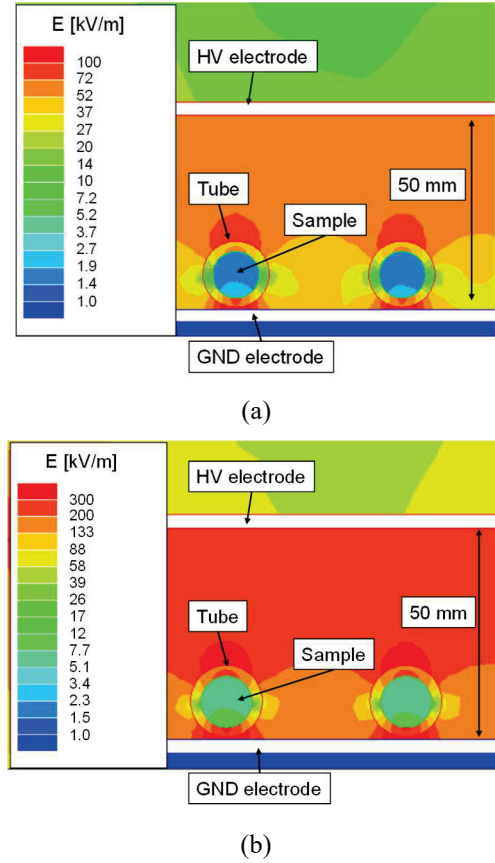 E [kV/m]
100
72
52
37
27
20
14
10
7.2
5.2
3.7
2.7
1.9
1.4
1.0
HV electrode
50 mm
Tube
Sample
GND electrode
(a)
E [kV/m]
300
200
133
88
58
39
26
17
12
7.7
5.1
3.4
2.3
1.5
1.0
HV electrode
50 mm
Tube
Sample
GND electrode
(b)